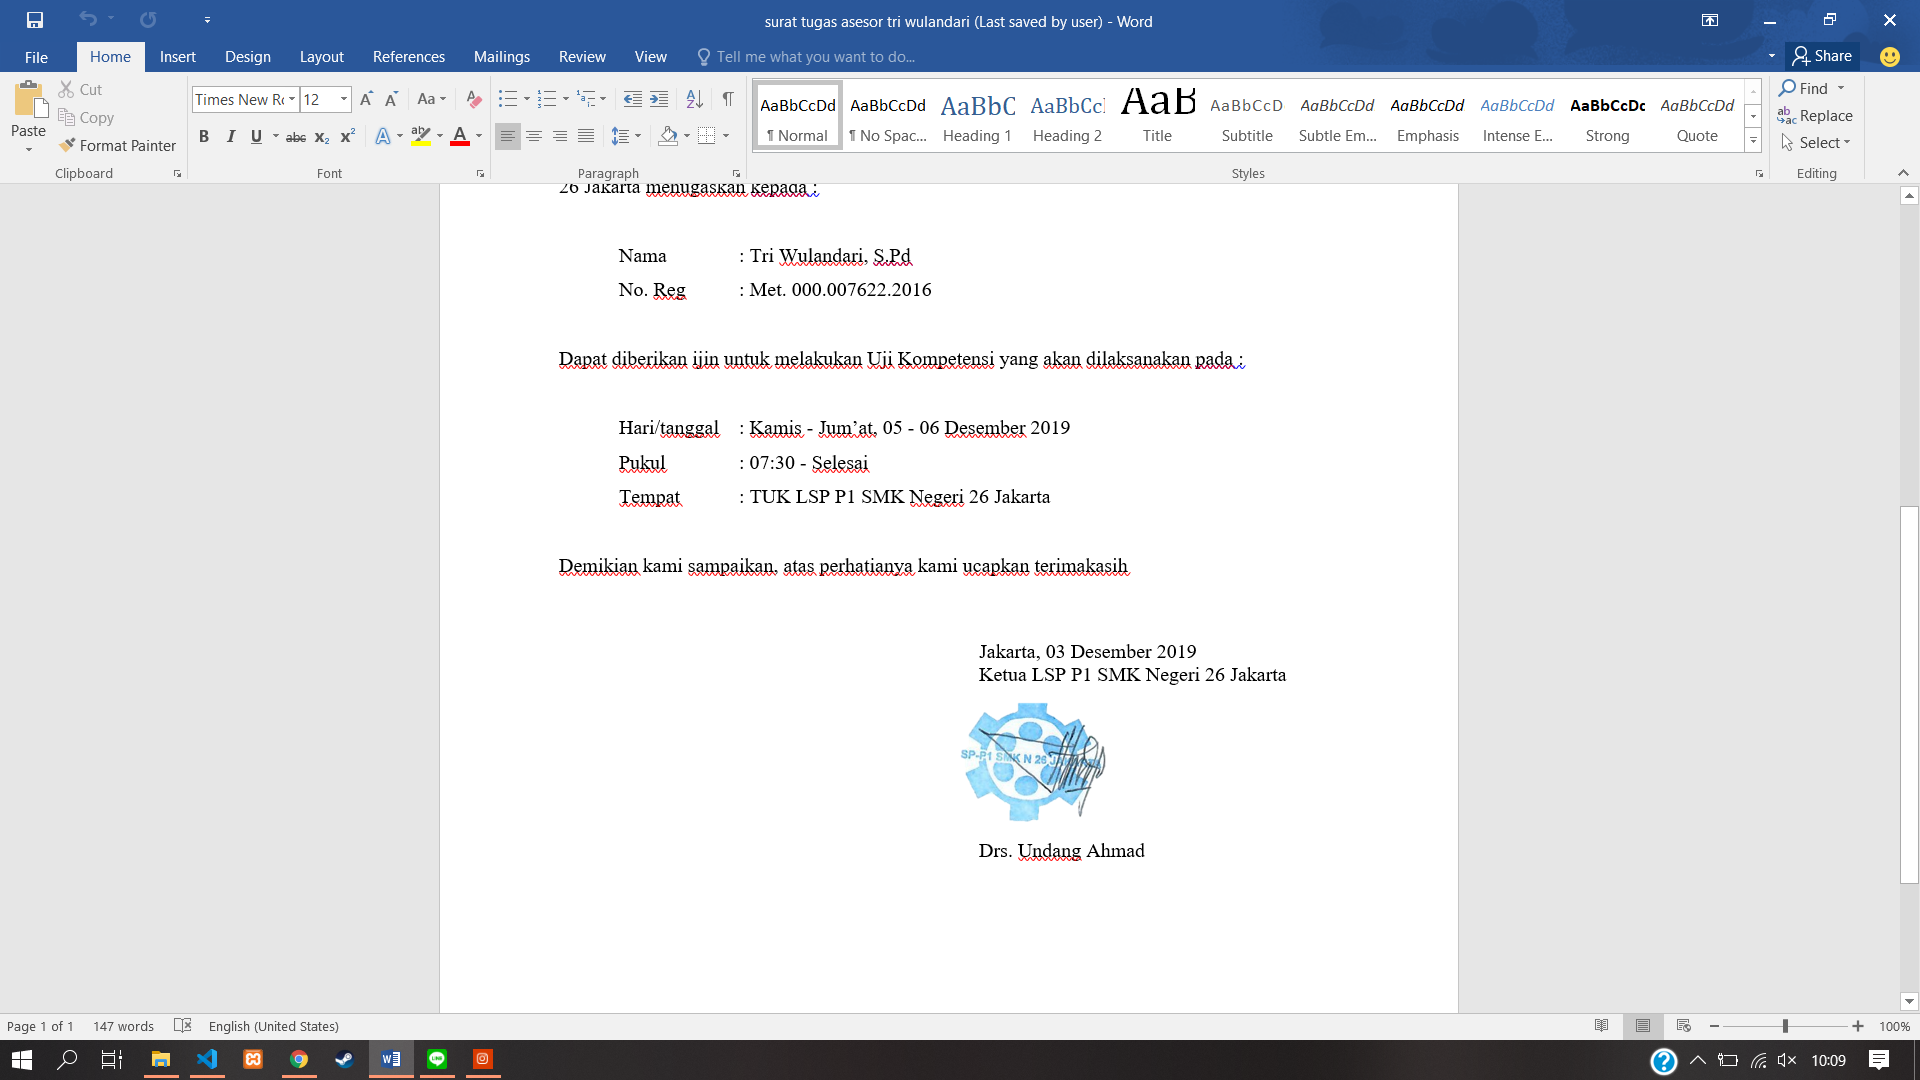 surat tugas asesor tri wulandari (Last saved by user) - Word
File Home Insert Design Layout References Mailings Review View Tell me what you want to do... Share
Paste Cut Copy Format Painter Clipboard
Times New Ro 12 Font
Paragraph
AaBbCcDd AaBbCcDd AaBbC AaBbCcI AaB AaBbCcD AaBbCcDd AaBbCcDd AaBbCcDd AaBbCcDc AaBbCcDd
¶ Normal ¶ No Spac... Heading 1 Heading 2 Title Subtitle Subtle Em... Emphasis Intense E... Strong Quote
Styles
Find Replace Select Editing
26 Jakarta menugaskan kepada :
Nama : Tri Wulandari, S.Pd
No. Reg : Met. 000.007622.2016
Dapat diberikan ijin untuk melakukan Uji Kompetensi yang akan dilaksanakan pada :
Hari/tanggal : Kamis - Jum’at, 05 - 06 Desember 2019
Pukul : 07:30 - Selesai
Tempat : TUK LSP P1 SMK Negeri 26 Jakarta
Demikian kami sampaikan, atas perhatianya kami ucapkan terimakasih
Jakarta, 03 Desember 2019
Ketua LSP P1 SMK Negeri 26 Jakarta
SP-P1 SMK N 26
Drs. Undang Ahmad
Page 1 of 1 147 words English (United States) 100%
10:09